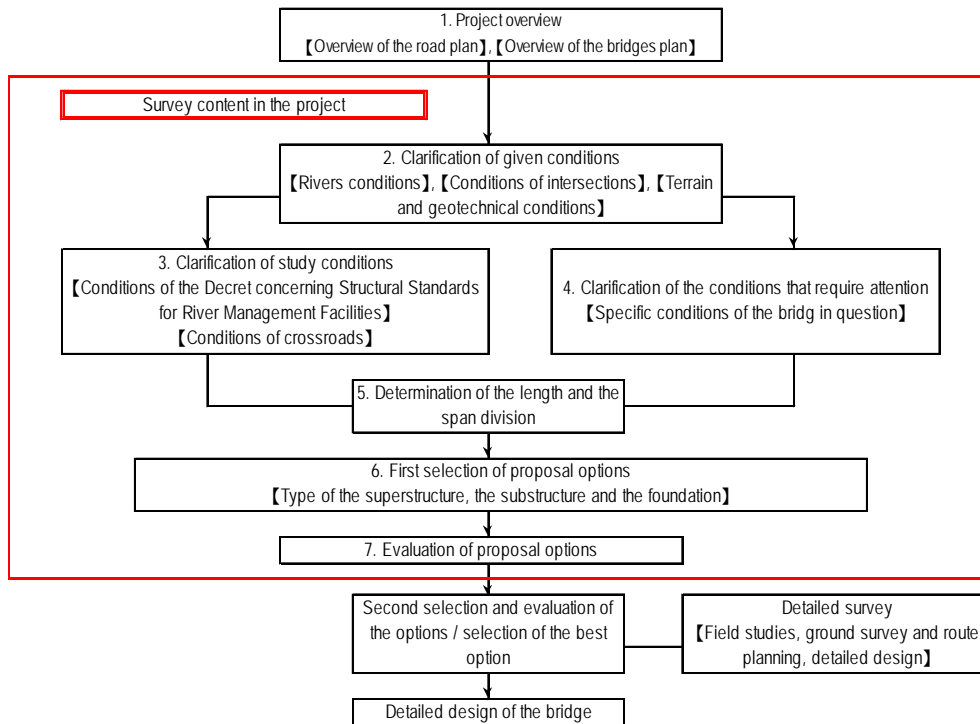 1. Project overview
【Overview of the road plan】,【Overview of the bridges plan】
Survey content in the project
2. Clarification of given conditions
【Rivers conditions】,【Conditions of intersections】,【Terrain
and geotechnical conditions】
3. Clarification of study conditions
【Conditions of the Decret concerning Structural Standards
for River Management Facilities】
【Conditions of crossroads】
4. Clarification of the conditions that require attention
【Specific conditions of the bridg in question】
5. Determination of the length and the
span division
6. First selection of proposal options
【Type of the superstructure, the substructure and the foundation】
7. Evaluation of proposal options
Second selection and evaluation of
the options / selection of the best
option
Detailed survey
【Field studies, ground survey and route
planning, detailed design】
Detailed design of the bridge